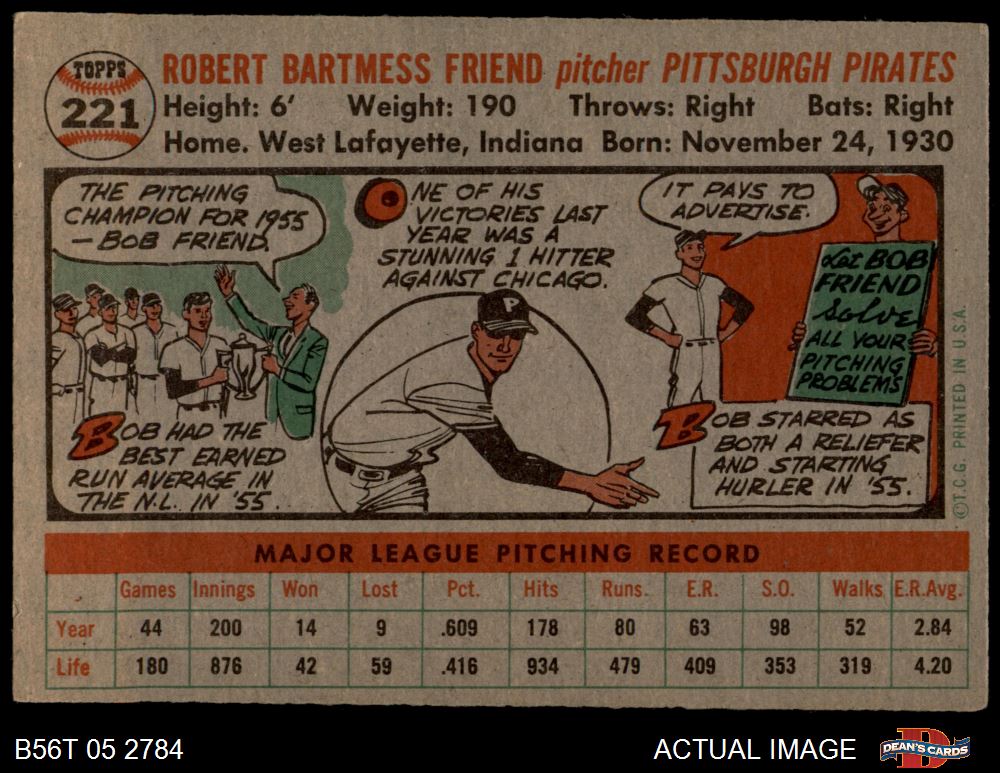 TOPPS
221
ROBERT BARTMESS FRIEND pitcher PITTSBURGH PIRATES
Height: 6' Weight: 190 Throws: Right Bats: Right
Home. West Lafayette, Indiana Born: November 24, 1930
THE PITCHING
CHAMPION FOR 1955
— BOB FRIEND.
BOB HAD THE
BEST EARNED
RUN AVERAGE IN
THE N.L. IN '55.
ONE OF HIS
VICTORIES LAST
YEAR WAS A
STUNNING 1 HITTER
AGAINST CHICAGO.
P
IT PAYS TO
ADVERTISE.
Let BOB
FRIEND
Solve
ALL YOUR
PITCHING
PROBLEMS
BOB STARRED AS
BOTH A RELIEFER
AND STARTING
HURLER IN '55.
©T.C.G. PRINTED IN U.S.A.
MAJOR LEAGUE PITCHING RECORD
Games Innings Won Lost Pct. Hits Runs. E.R. S.O. Walks E.R.Avg.
Year 44 200 14 9 .609 178 80 63 98 52 2.84
Life 180 876 42 59 .416 934 479 409 353 319 4.20
B56T 05 2784 ACTUAL IMAGE DEAN'S CARDS